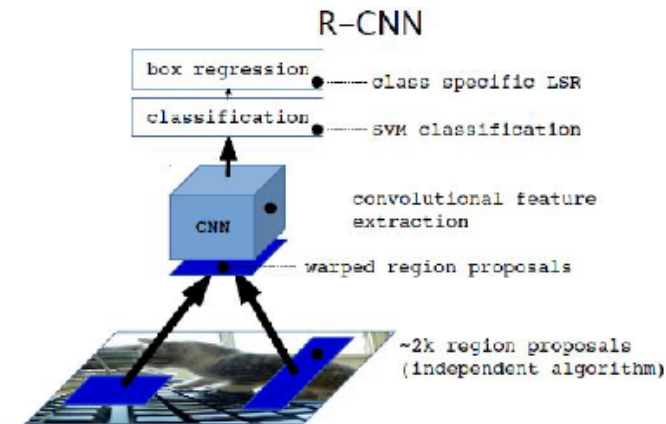 R-CNN
box regression
class specific LSR
classification
SVM classification
CNN
convolutional feature
extraction
warped region proposals
~2k region proposals
(independent algorithm)